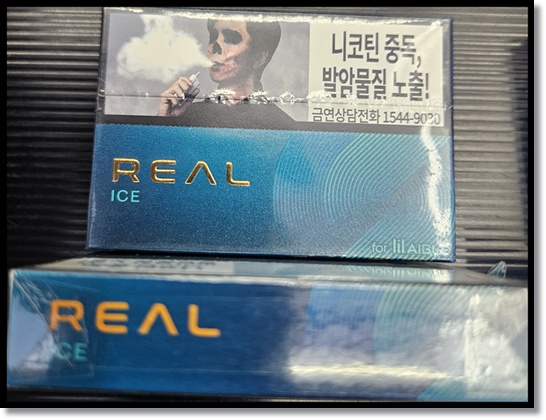 니코틴 중독,
발암물질 노출!
금연상담전화 1544-9030
REAL
ICE
for lil AIBLE
REAL
ICE